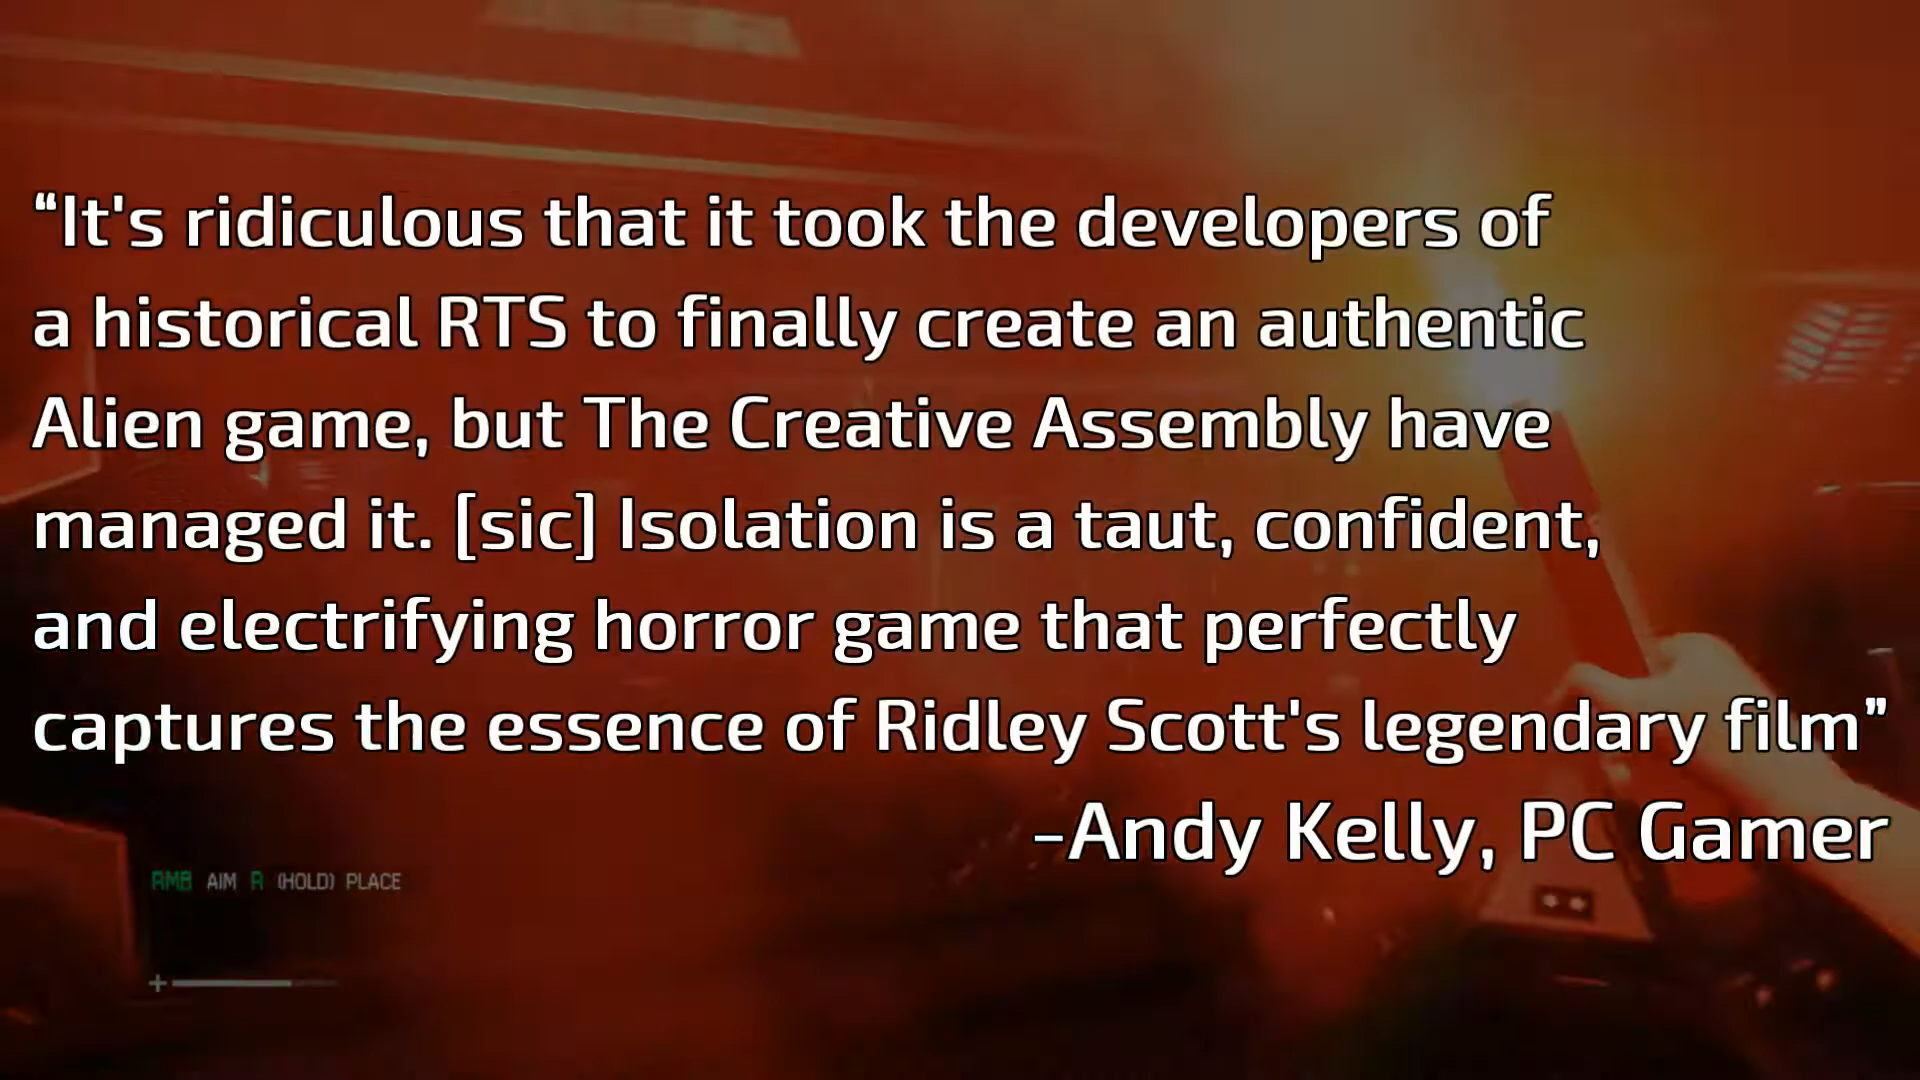 “It's ridiculous that it took the developers of
a historical RTS to finally create an authentic
Alien game, but The Creative Assembly have
managed it. [sic] Isolation is a taut, confident,
and electrifying horror game that perfectly
captures the essence of Ridley Scott's legendary film”
–Andy Kelly, PC Gamer
RMB AIM R (HOLD) PLACE